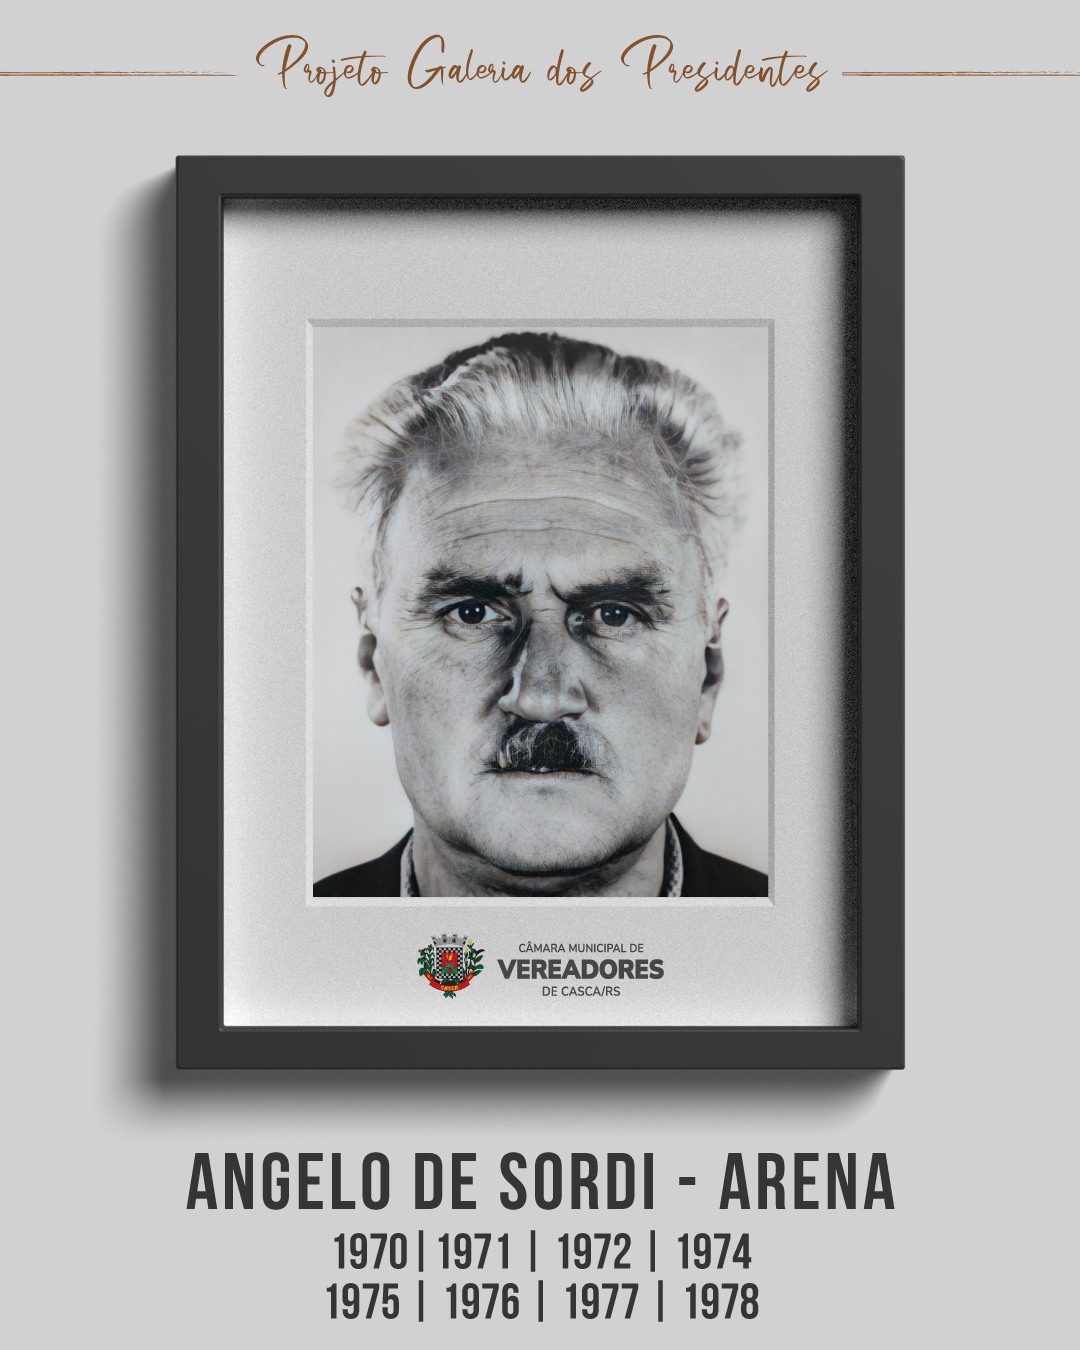 Projeto Galeria dos Presidentes
CÂMARA MUNICIPAL DE
VEREADORES
DE CASCA/RS
CASCA
ANGELO DE SORDI - ARENA
1970 | 1971 | 1972 | 1974
1975 | 1976 | 1977 | 1978